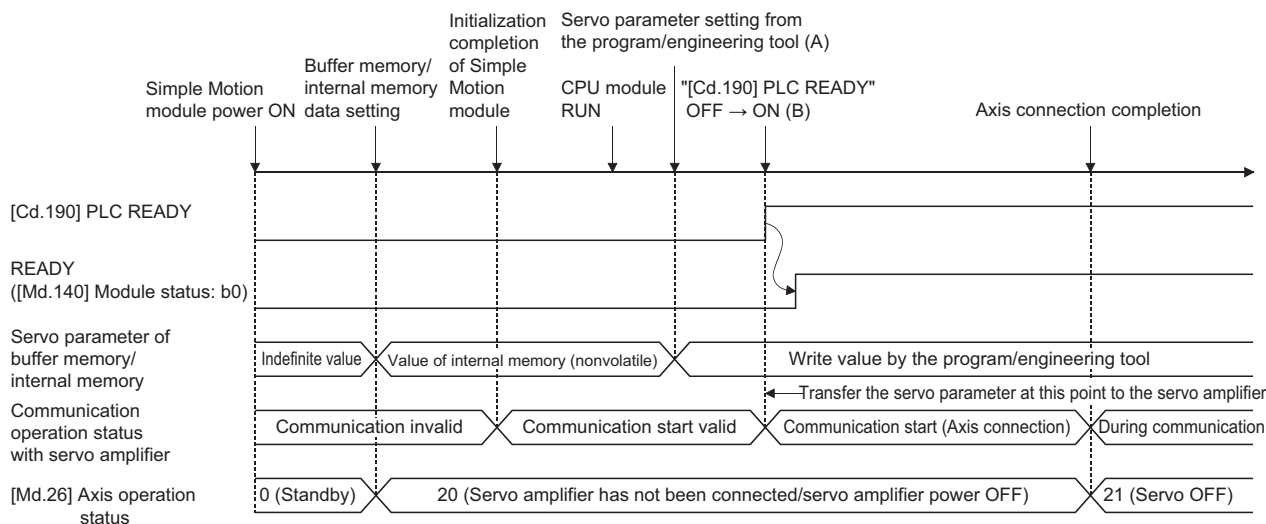 Simple Motion
module power ON
Buffer memory/
internal memory
data setting
Initialization
completion
of Simple
Motion
module
Servo parameter setting from
the program/engineering tool (A)
CPU module
RUN
"[Cd.190] PLC READY"
OFF → ON (B)
Axis connection completion
[Cd.190] PLC READY
READY
([Md.140] Module status: b0)
Servo parameter of
buffer memory/
internal memory
Indefinite value
Value of internal memory (nonvolatile)
Write value by the program/engineering tool
Transfer the servo parameter at this point to the servo amplifier
Communication
operation status
with servo amplifier
Communication invalid
Communication start valid
Communication start (Axis connection)
During communication
[Md.26] Axis operation
status
0 (Standby)
20 (Servo amplifier has not been connected/servo amplifier power OFF)
21 (Servo OFF)